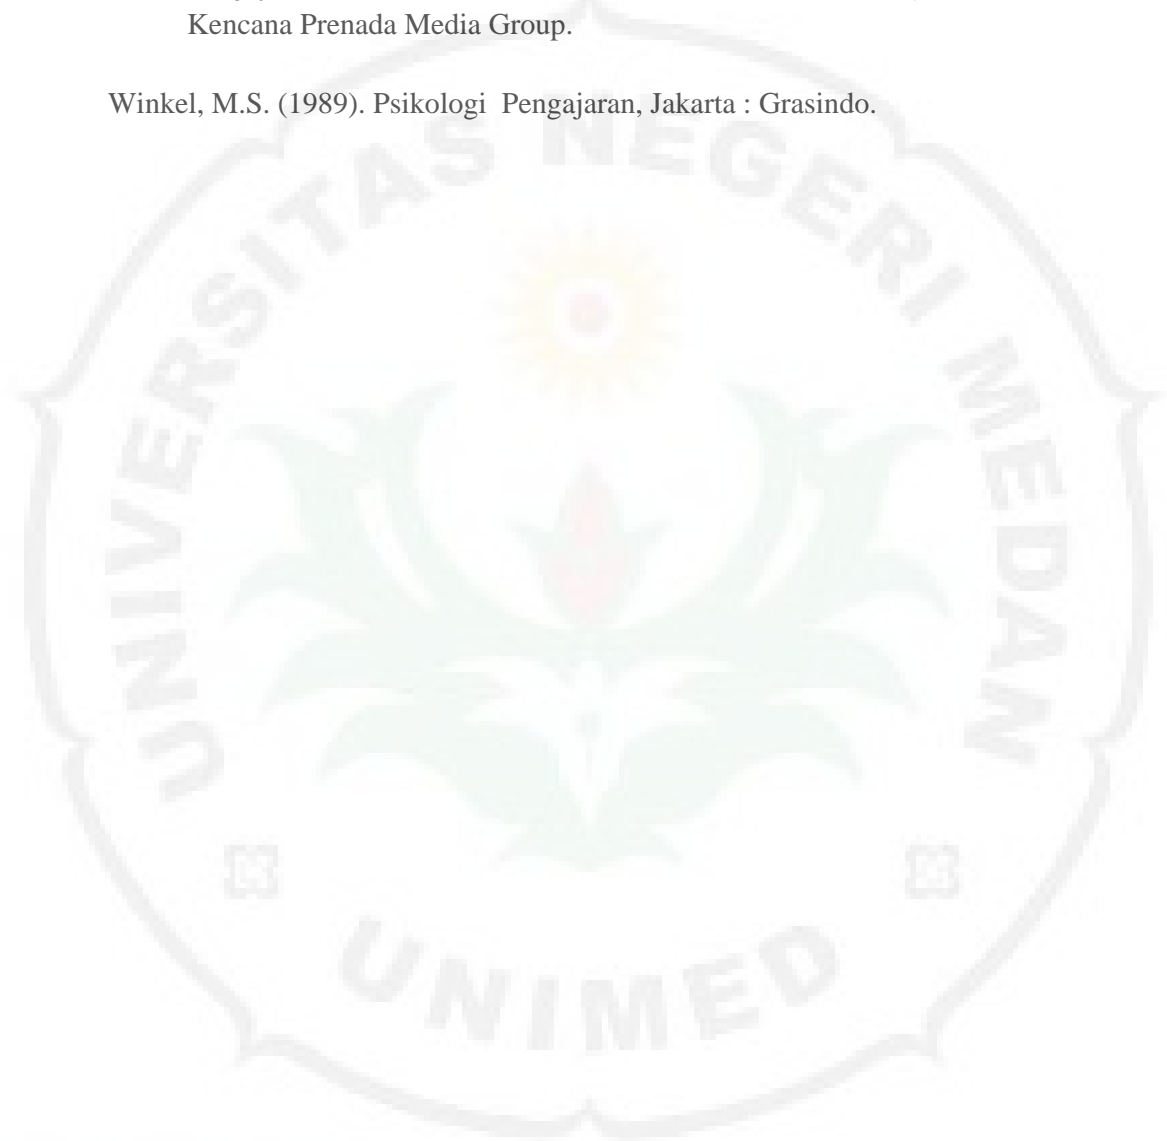 Kencana Prenada Media Group.
Winkel, M.S. (1989). Psikologi  Pengajaran, Jakarta : Grasindo.
UNIVERSITAS NEGERI MEDAN
UNIMED